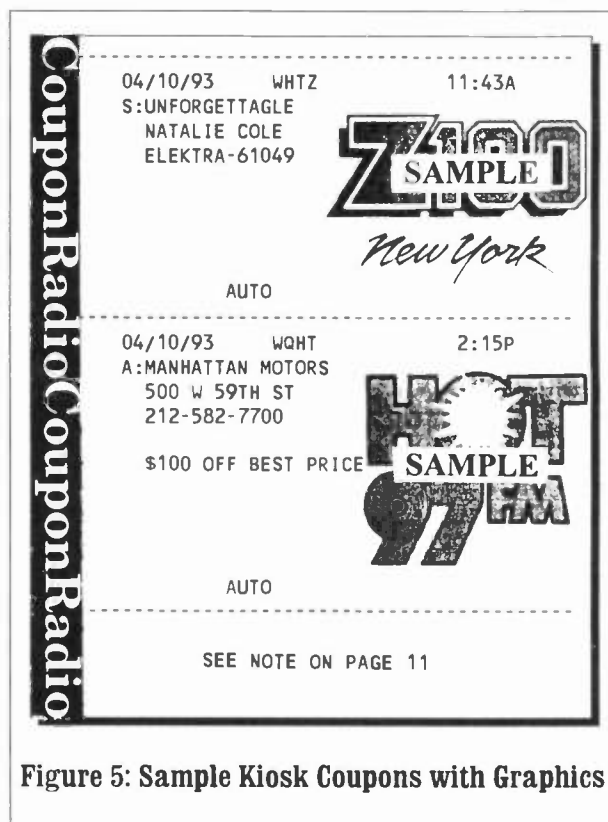 CouponRadioCouponRadio
04/10/93 WHTZ 11:43A
S:UNFORGETTAGLE
NATALIE COLE
ELEKTRA-61049
Z100
SAMPLE
New York
AUTO
04/10/93 WQHT 2:15P
A:MANHATTAN MOTORS
500 W 59TH ST
212-582-7700
$100 OFF BEST PRICE
HOT
SAMPLE
97 FM
AUTO
SEE NOTE ON PAGE 11
Figure 5: Sample Kiosk Coupons with Graphics